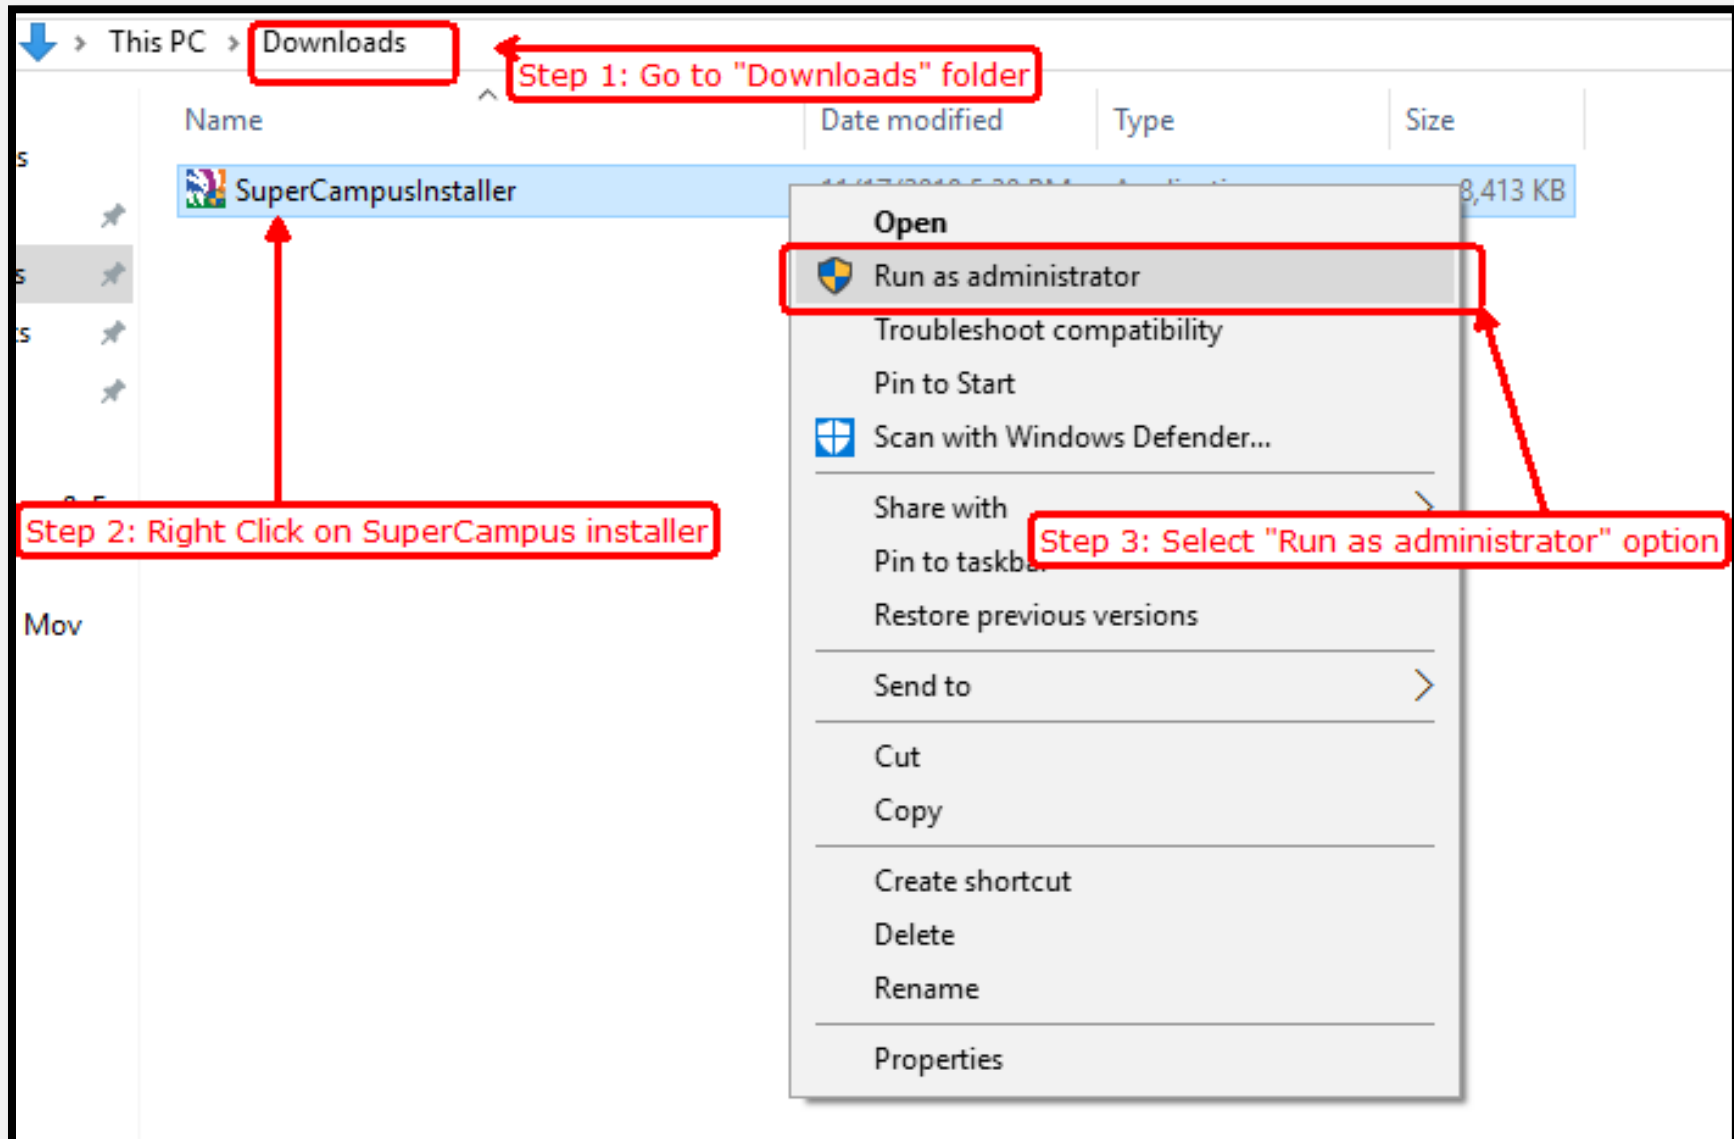 This PC > Downloads
Step 1: Go to "Downloads" folder
Name Date modified Type Size
s
SuperCampusInstaller 8,413 KB
Open
s
Run as administrator
Troubleshoot compatibility
Pin to Start
Scan with Windows Defender...
Share with
Step 2: Right Click on SuperCampus installer
Step 3: Select "Run as administrator" option
Pin to taskbar
Restore previous versions
Mov
Send to
Cut
Copy
Create shortcut
Delete
Rename
Properties